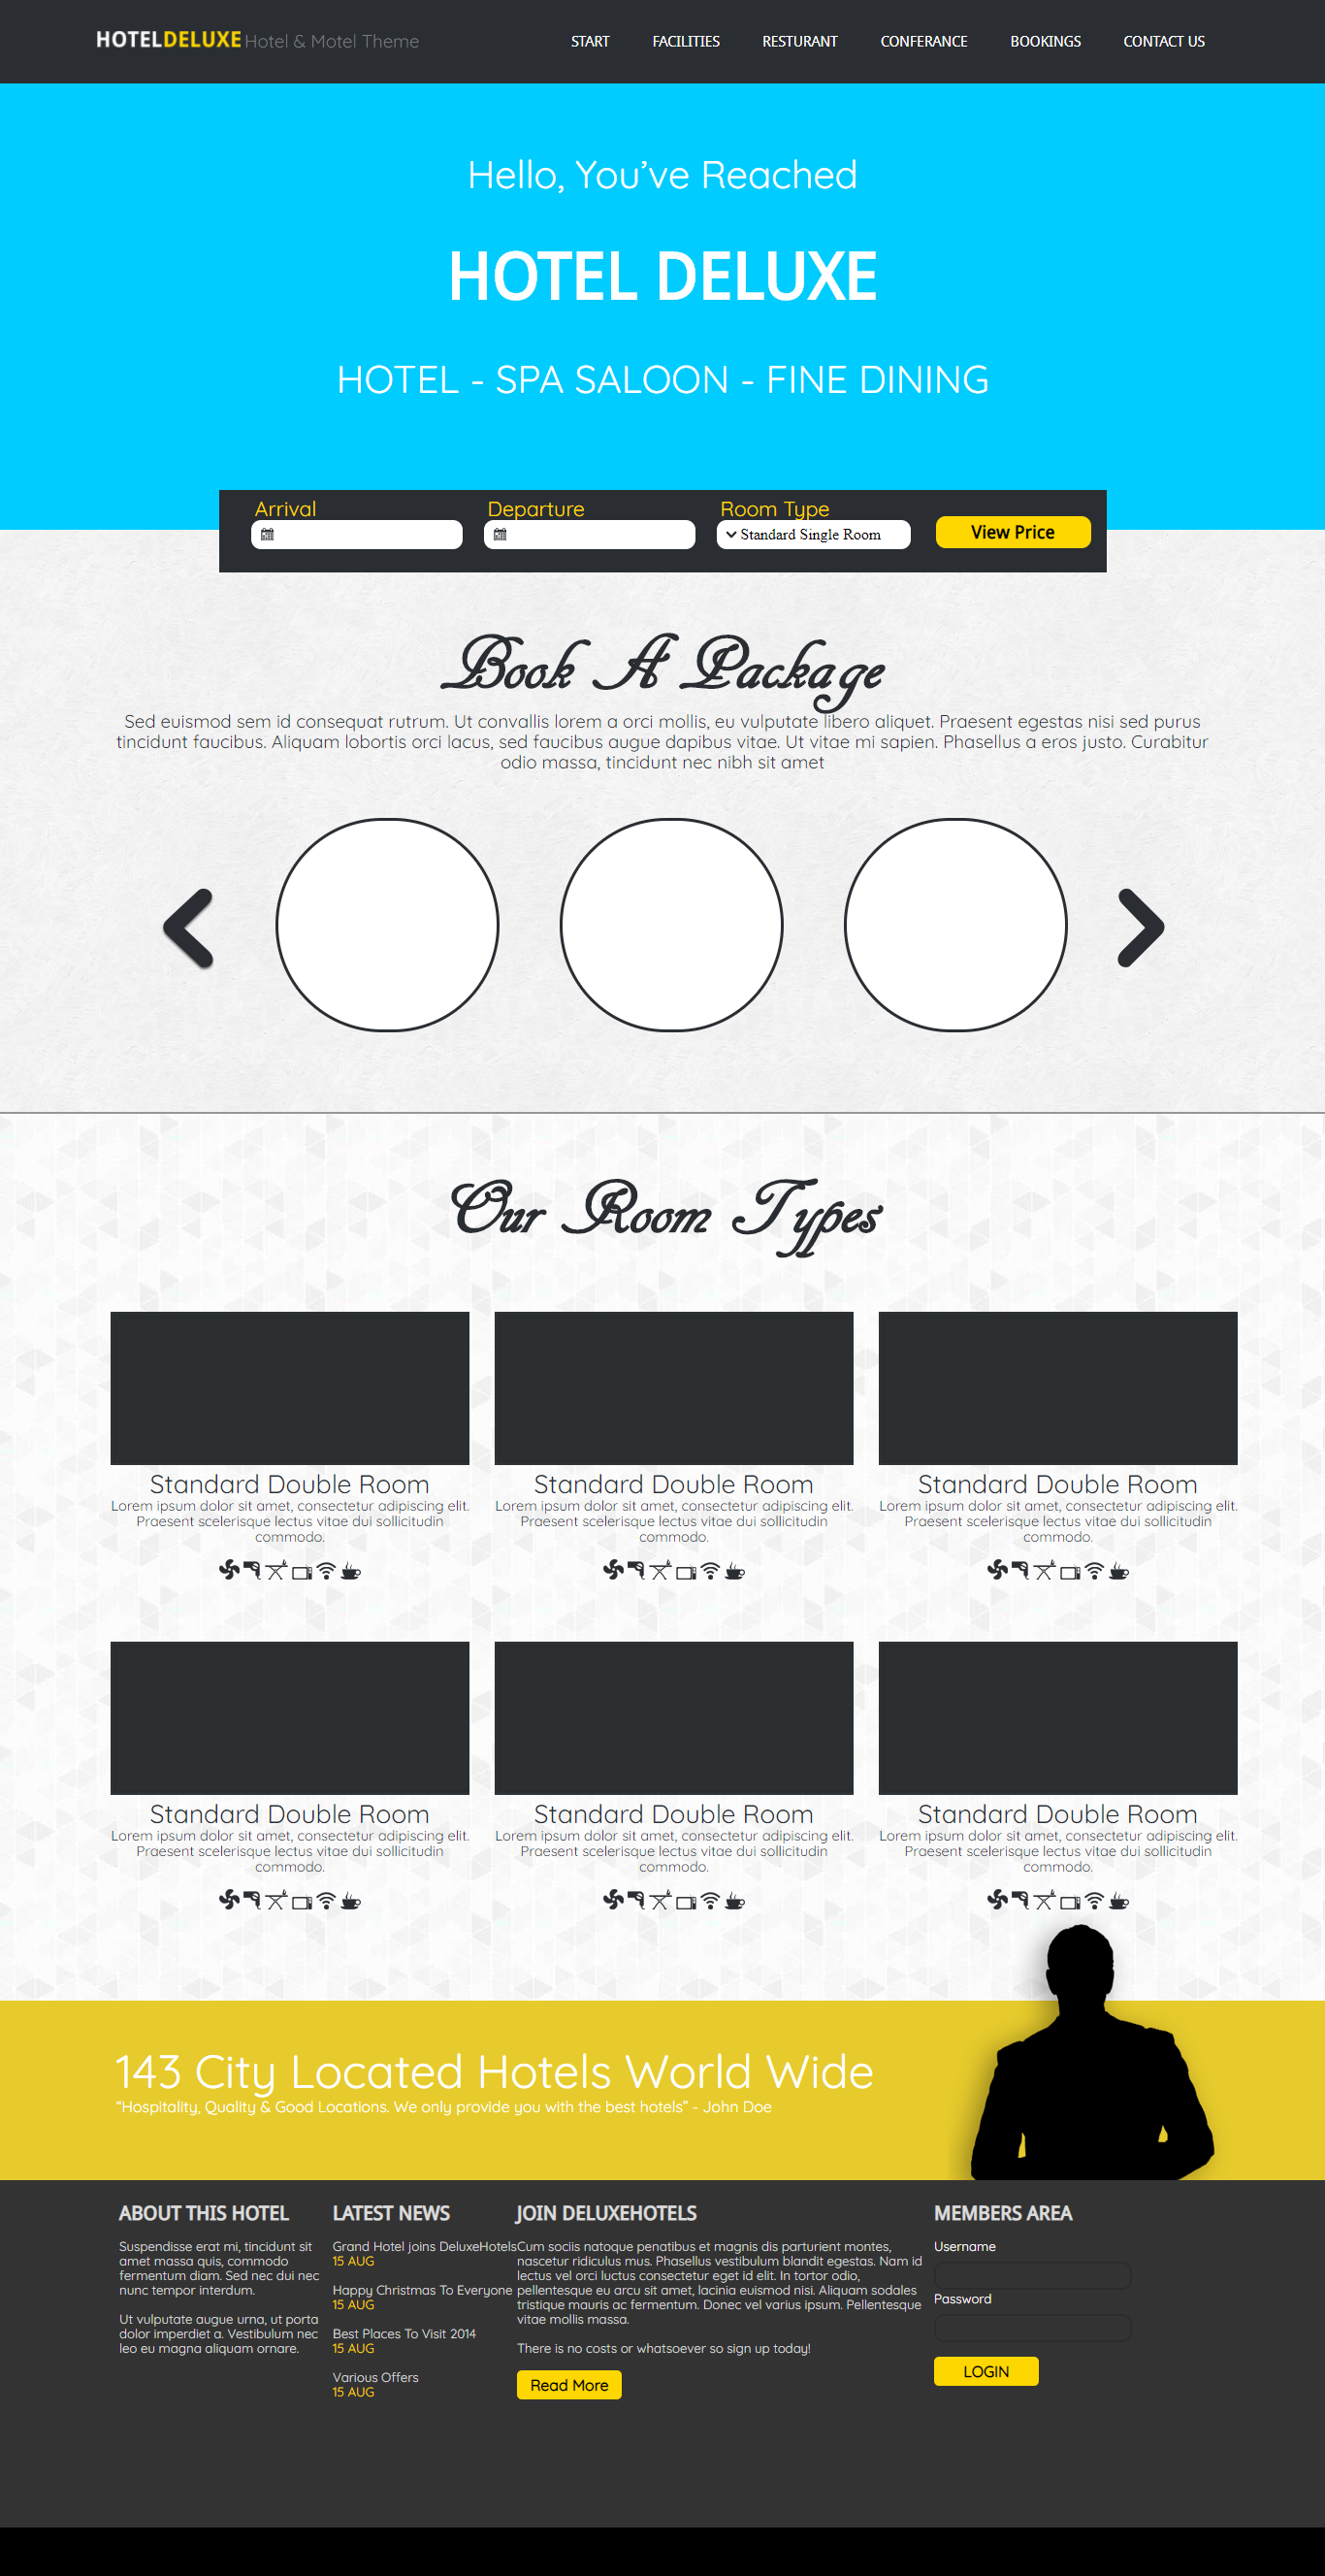 HOTELDELUXE Hotel & Motel Theme
START FACILITIES RESTURANT CONFERANCE BOOKINGS CONTACT US
Hello, You’ve Reached
HOTEL DELUXE
HOTEL - SPA SALOON - FINE DINING
Arrival Departure Room Type
Standard Single Room View Price
Book A Package
Sed euismod sem id consequat rutrum. Ut convallis lorem a orci mollis, eu vulputate libero aliquet. Praesent egestas nisi sed purus
tincidunt faucibus. Aliquam lobortis orci lacus, sed faucibus augue dapibus vitae. Ut vitae mi sapien. Phasellus a eros justo. Curabitur
odio massa, tincidunt nec nibh sit amet
Our Room Types
Standard Double Room
Lorem ipsum dolor sit amet, consectetur adipiscing elit.
Praesent scelerisque lectus vitae dui sollicitudin
commodo.
Standard Double Room
Lorem ipsum dolor sit amet, consectetur adipiscing elit.
Praesent scelerisque lectus vitae dui sollicitudin
commodo.
Standard Double Room
Lorem ipsum dolor sit amet, consectetur adipiscing elit.
Praesent scelerisque lectus vitae dui sollicitudin
commodo.
Standard Double Room
Lorem ipsum dolor sit amet, consectetur adipiscing elit.
Praesent scelerisque lectus vitae dui sollicitudin
commodo.
Standard Double Room
Lorem ipsum dolor sit amet, consectetur adipiscing elit.
Praesent scelerisque lectus vitae dui sollicitudin
commodo.
Standard Double Room
Lorem ipsum dolor sit amet, consectetur adipiscing elit.
Praesent scelerisque lectus vitae dui sollicitudin
commodo.
143 City Located Hotels World Wide
“Hospitality, Quality & Good Locations. We only provide you with the best hotels” - John Doe
ABOUT THIS HOTEL
Suspendisse erat mi, tincidunt sit
amet massa quis, commodo
fermentum diam. Sed nec dui nec
nunc tempor interdum.
Ut vulputate augue urna, ut porta
dolor imperdiet a. Vestibulum nec
leo eu magna aliquam ornare.
LATEST NEWS
Grand Hotel joins DeluxeHotels
15 AUG
Happy Christmas To Everyone
15 AUG
Best Places To Visit 2014
15 AUG
Various Offers
15 AUG
JOIN DELUXEHOTELS
Cum sociis natoque penatibus et magnis dis parturient montes,
nascetur ridiculus mus. Phasellus vestibulum blandit egestas. Nam id
lectus vel orci luctus consectetur eget id elit. In tortor odio,
pellentesque eu arcu sit amet, lacinia euismod nisi. Aliquam sodales
tristique mauris ac fermentum. Donec vel varius ipsum. Pellentesque
vitae mollis massa.
There is no costs or whatsoever so sign up today!
Read More
MEMBERS AREA
Username
Password
LOGIN